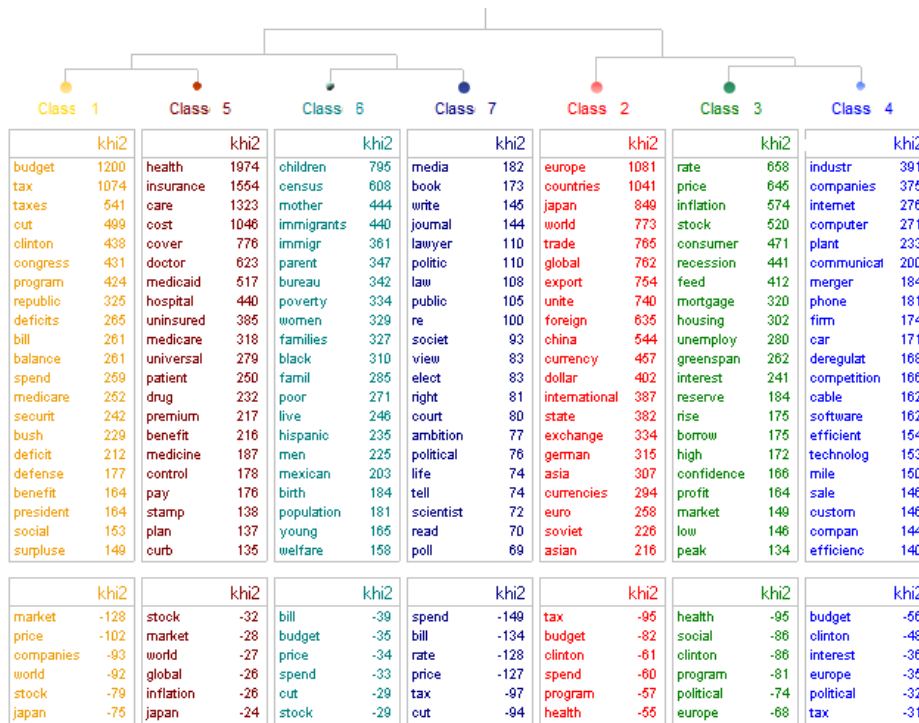 Class 1 Class 5 Class 6 Class 7 Class 2 Class 3 Class 4
khi2 khi2 khi2 khi2 khi2 khi2 khi2
budget 1200 health 1974 children 795 media 182 europe 1081 rate 658 industr 391
tax 1074 insurance 1554 census 608 book 173 countries 1041 price 645 companies 375
taxes 541 care 1323 mother 444 write 145 japan 849 inflation 574 internet 276
cut 499 cost 1046 immigrants 440 journal 144 world 773 stock 520 computer 271
clinton 438 cover 776 immigr 361 lawyer 110 trade 765 consumer 471 plant 233
congress 431 doctor 623 parent 347 politic 110 global 762 recession 441 communicat 200
program 424 medicaid 517 bureau 342 law 108 export 754 feed 412 merger 184
republic 325 hospital 440 poverty 334 public 105 unite 740 mortgage 320 phone 181
deficits 265 uninsured 385 women 329 re 100 foreign 635 housing 302 firm 174
bill 261 medicare 318 families 327 societ 93 china 544 unemploy 280 car 171
balance 261 universal 279 black 310 view 83 currency 457 greenspan 262 deregulat 168
spend 259 patient 250 famil 285 elect 83 dollar 402 interest 241 competition 166
medicare 252 drug 232 poor 271 right 81 international 387 reserve 184 cable 162
securit 242 premium 217 live 246 court 80 state 382 rise 175 software 162
bush 229 benefit 216 hispanic 235 ambition 77 exchange 334 borrow 175 efficient 154
deficit 212 medicine 187 men 225 political 76 german 315 high 172 technolog 153
defense 177 control 178 mexican 203 life 74 asia 307 confidence 166 mile 150
benefit 164 pay 176 birth 184 tell 74 currencies 294 profit 164 sale 146
president 164 stamp 138 population 181 scientist 72 euro 258 market 149 custom 146
social 153 plan 137 young 165 read 70 soviet 226 low 146 compan 144
surpluse 149 curb 135 welfare 158 poll 69 asian 216 peak 134 efficienc 140
khi2 khi2 khi2 khi2 khi2 khi2 khi2
market -128 stock -32 bill -39 spend -149 tax -95 health -95 budget -56
price -102 market -28 budget -35 bill -134 budget -82 social -86 clinton -48
companies -93 world -27 price -34 rate -128 clinton -61 clinton -86 interest -36
world -92 global -26 spend -33 price -127 spend -60 program -81 europe -35
stock -79 inflation -26 cut -29 tax -97 program -57 political -74 political -32
japan -75 japan -24 stock -29 cut -94 health -55 europe -68 tax -31